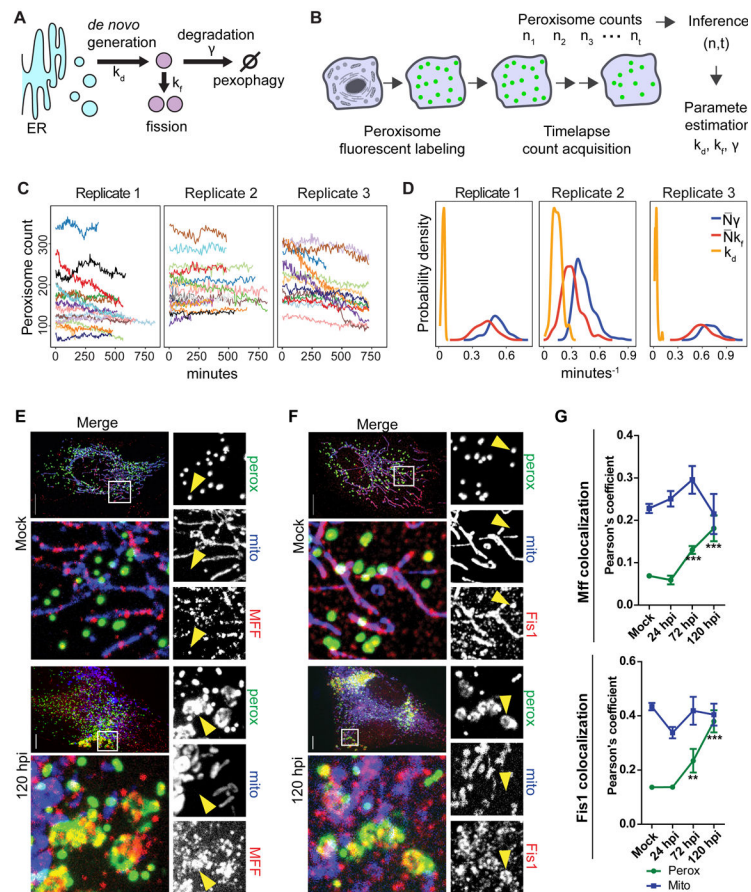 A
de novo
generation
degradation
γ
k_d
k_f
pexophagy
ER
fission
B
Peroxisome counts
n_1 n_2 n_3 ••• n_t
Inference
(n,t)
Peroxisome
fluorescent labeling
Timelapse
count acquisition
Paramete
estimation
k_d, k_f, γ
C
Replicate 1 Replicate 2 Replicate 3
Peroxisome count
300
200
100
0 250 500 750 0 250 500 750 0 250 500 750
minutes
D
Replicate 1 Replicate 2 Replicate 3
Probability density
N̄γ
N̄k_f
k_d
0 0.3 0.6 0 0.3 0.6 0.9 0 0.3 0.6 0.9
minutes⁻¹
E
Merge
Mock
perox
mito
MFF
120 hpi
perox
mito
MFF
F
Merge
perox
mito
Fis1
perox
mito
Fis1
G
Mff colocalization
Pearson's coefficient
0.4
0.3
0.2
0.1
0.0
***
***
Mock 24 hpi 72 hpi 120 hpi
Fis1 colocalization
Pearson's coefficient
0.6
0.4
0.2
0.0
**
***
Mock 24 hpi 72 hpi 120 hpi
Perox
Mito